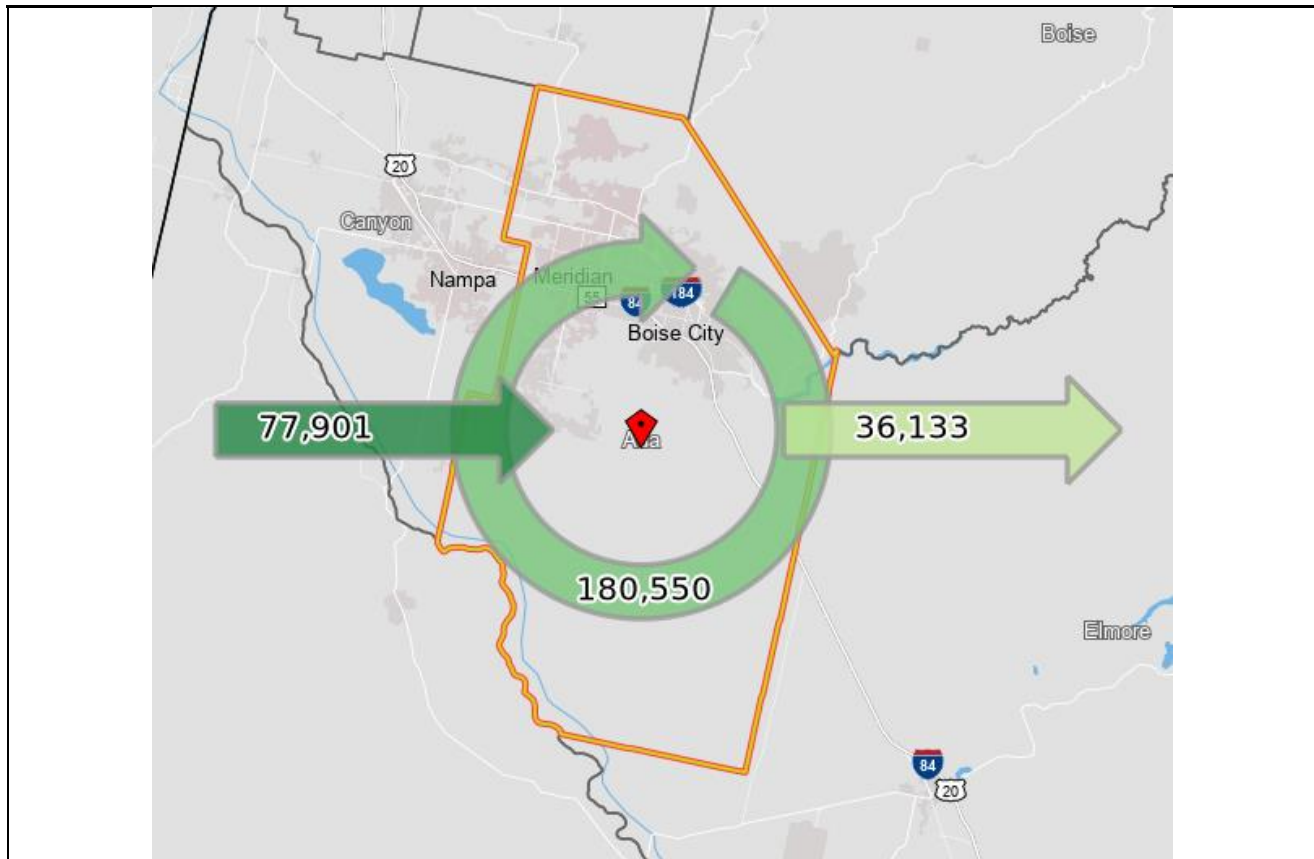 Boise
20
Canyon
Nampa
Meridian
55
84
184
Boise City
77,901
Ada
36,133
180,550
Elmore
84
20